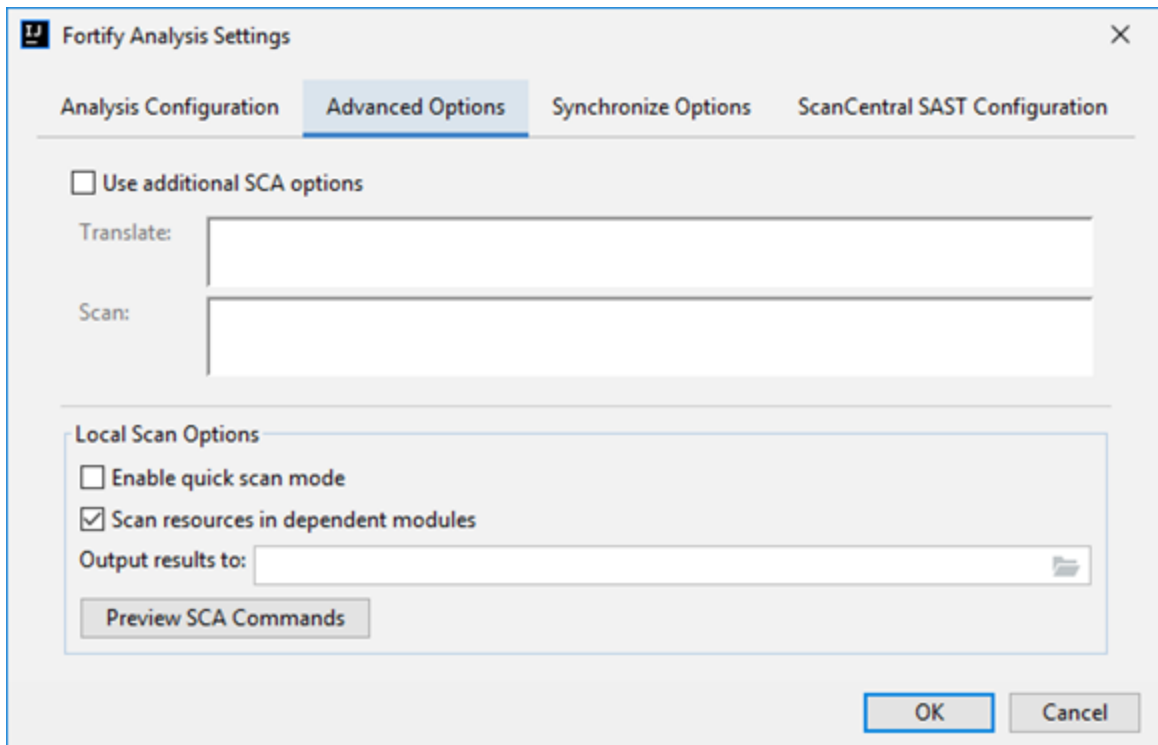 IJ
Fortify Analysis Settings
Analysis Configuration Advanced Options Synchronize Options ScanCentral SAST Configuration
Use additional SCA options
Translate:
Scan:
Local Scan Options
Enable quick scan mode
Scan resources in dependent modules
Output results to:
Preview SCA Commands
OK Cancel